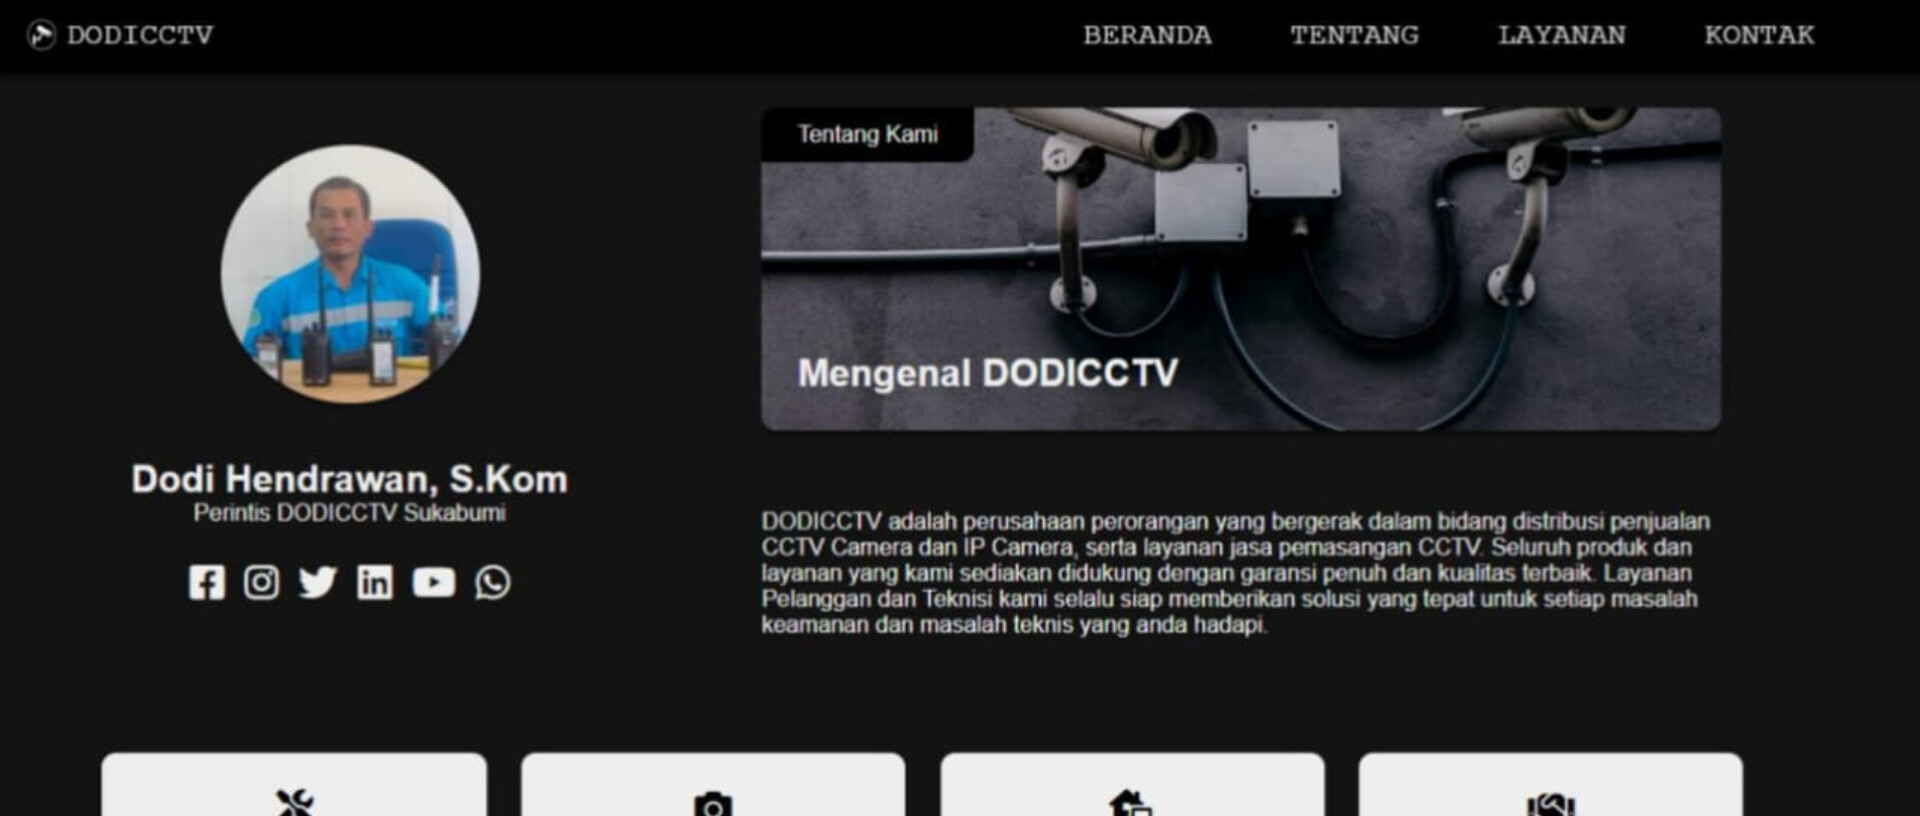 DODICCTV
BERANDA
TENTANG
LAYANAN
KONTAK
Dodi Hendrawan, S.Kom
Perintis DODICCTV Sukabumi
Tentang Kami
Mengenal DODICCTV
DODICCTV adalah perusahaan perorangan yang bergerak dalam bidang distribusi penjualan
CCTV Camera dan IP Camera, serta layanan jasa pemasangan CCTV. Seluruh produk dan
layanan yang kami sediakan didukung dengan garansi penuh dan kualitas terbaik. Layanan
Pelanggan dan Teknisi kami selalu siap memberikan solusi yang tepat untuk setiap masalah
keamanan dan masalah teknis yang anda hadapi.